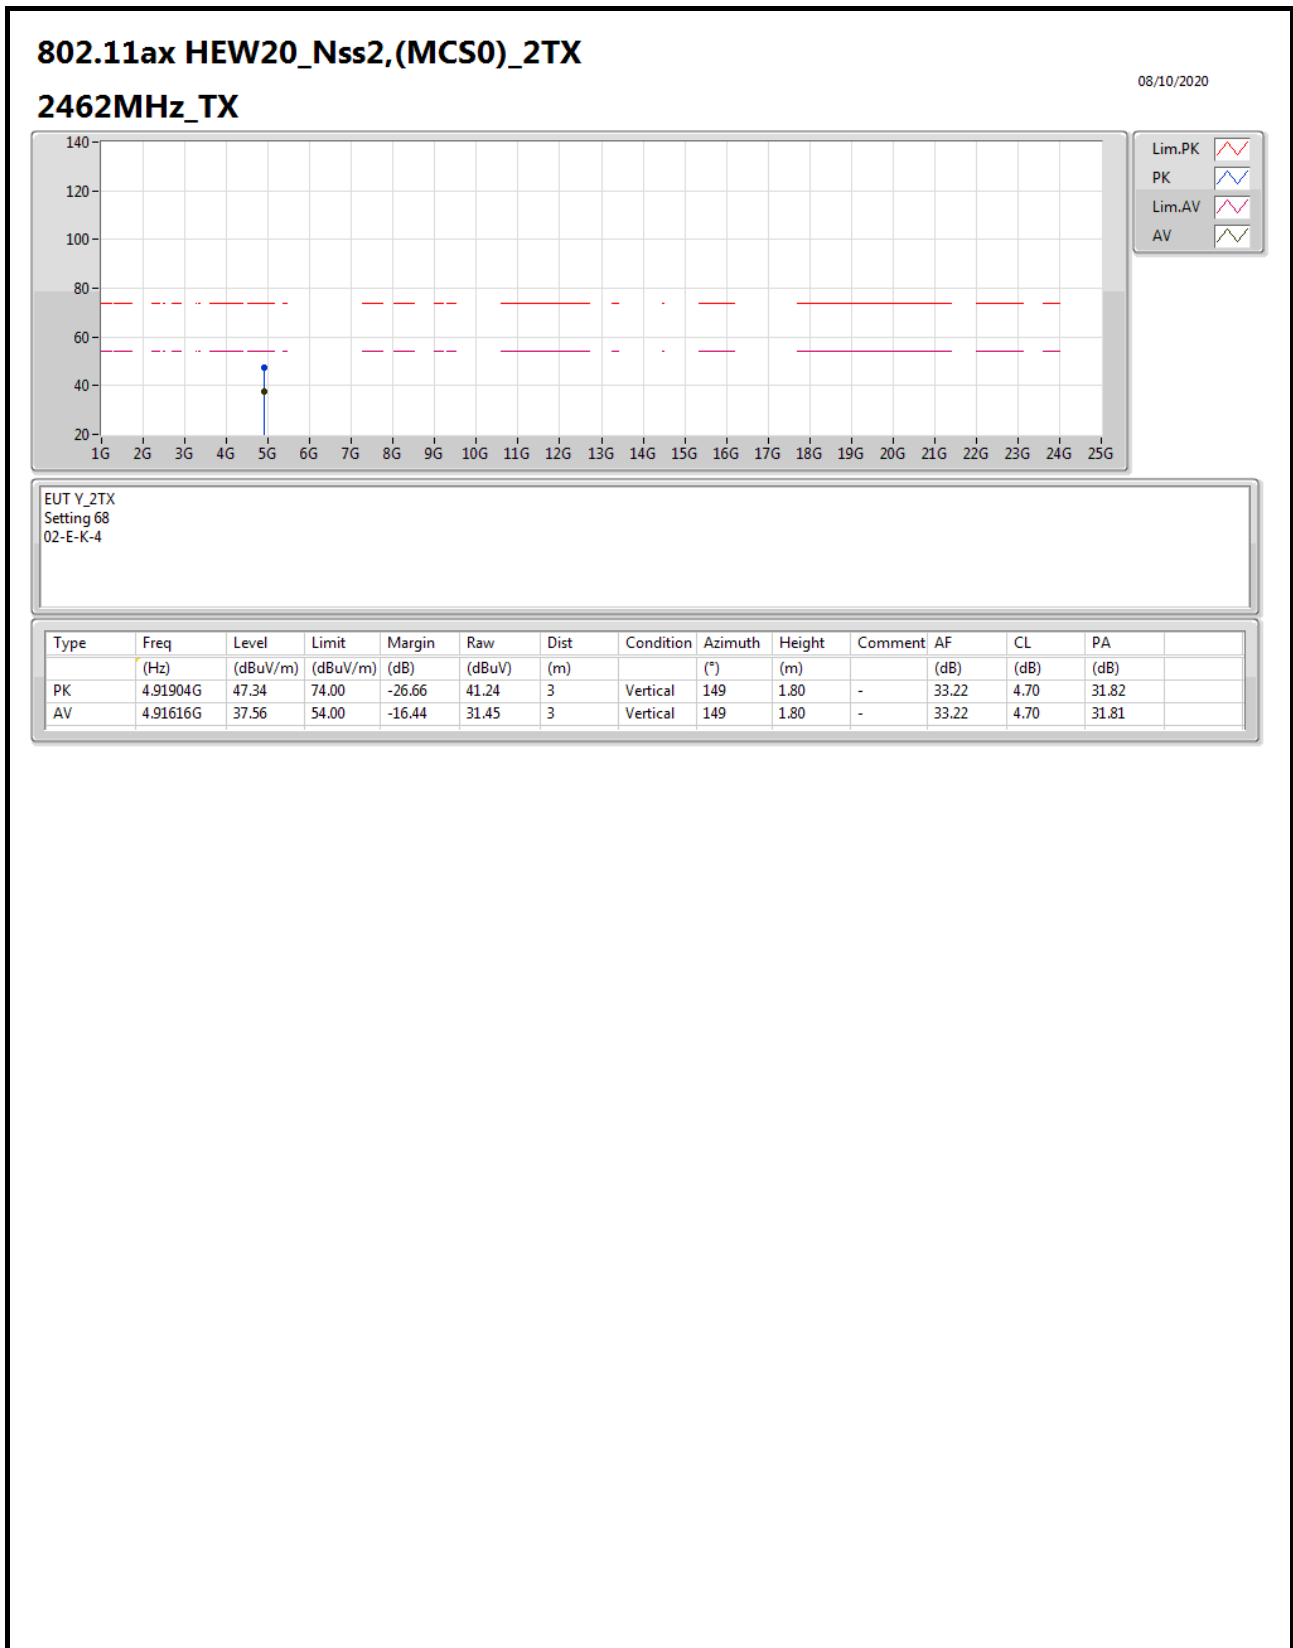 802.11ax HEW20_Nss2,(MCS0)_2TX
08/10/2020
2462MHz_TX
140
120
100
80
60
40
20
1G 2G 3G 4G 5G 6G 7G 8G 9G 10G 11G 12G 13G 14G 15G 16G 17G 18G 19G 20G 21G 22G 23G 24G 25G
Lim.PK
PK
Lim.AV
AV
EUT Y_2TX
Setting 68
02-E-K-4
Type Freq Level Limit Margin Raw Dist Condition Azimuth Height Comment AF CL PA
(Hz) (dBuV/m) (dBuV/m) (dB) (dBuV) (m) (°) (m) (dB) (dB) (dB)
PK 4.91904G 47.34 74.00 -26.66 41.24 3 Vertical 149 1.80 - 33.22 4.70 31.82
AV 4.91616G 37.56 54.00 -16.44 31.45 3 Vertical 149 1.80 - 33.22 4.70 31.81